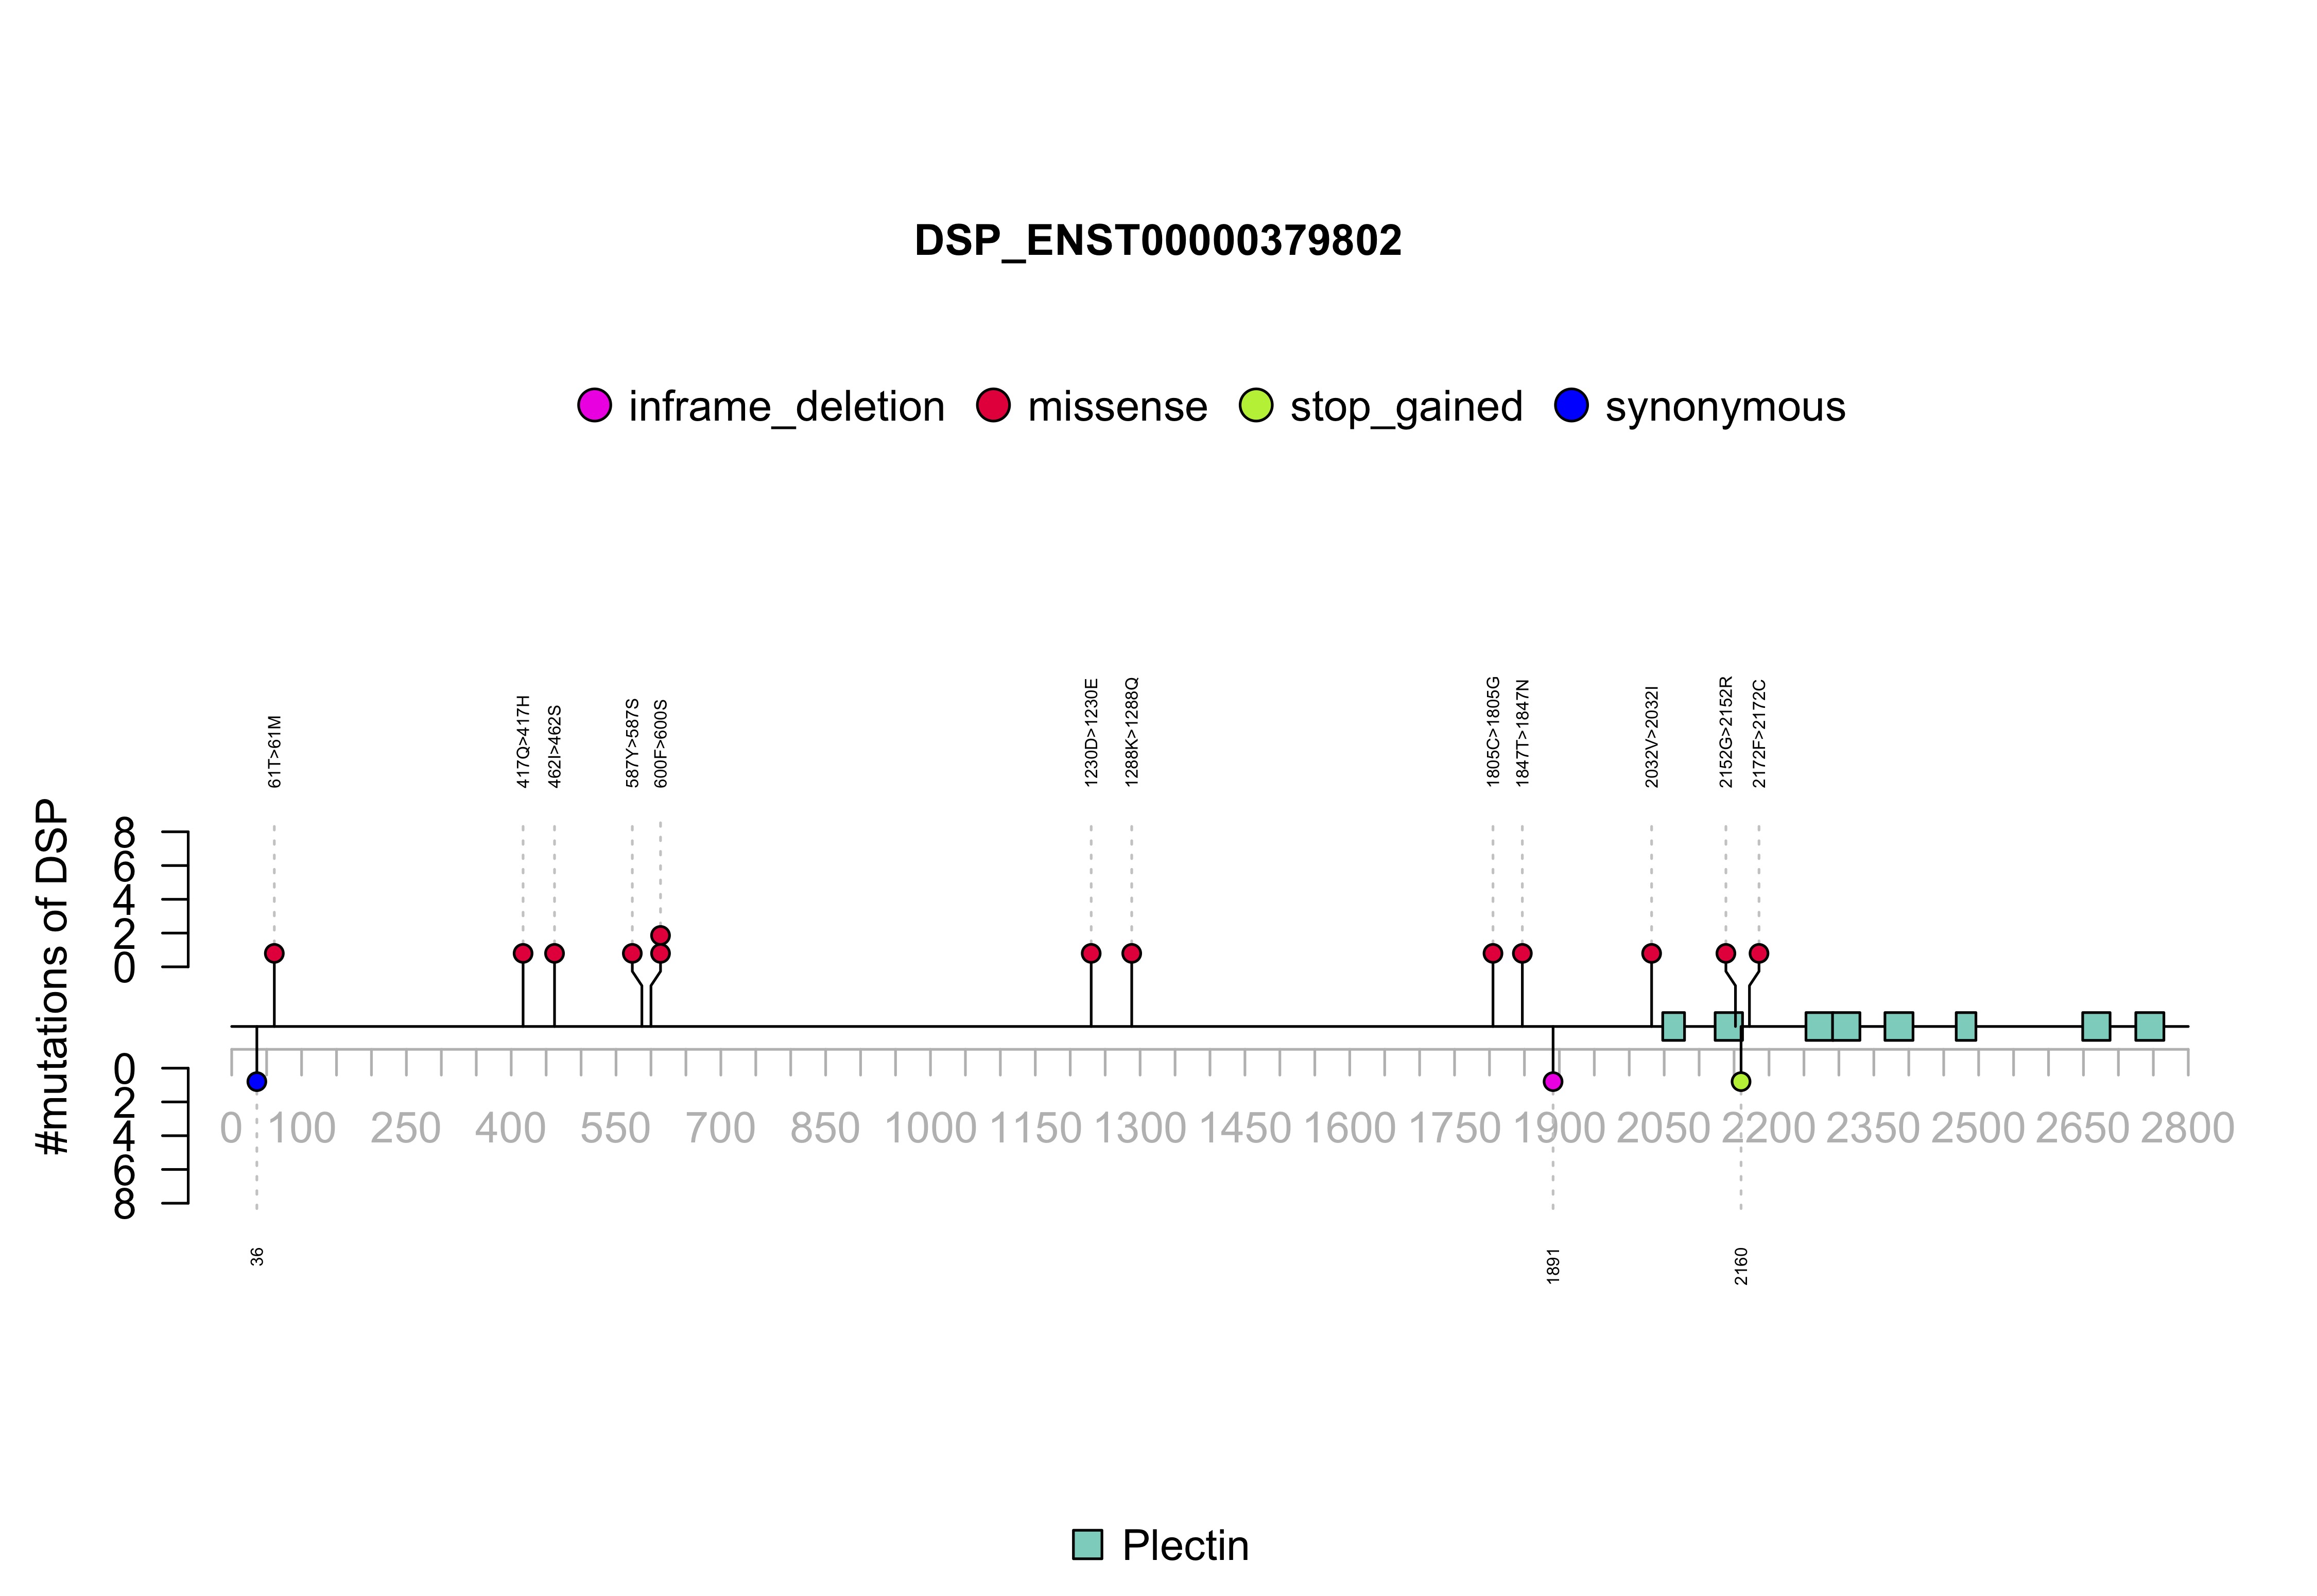 DSP_ENST00000379802
inframe_deletion missense stop_gained synonymous
61T>61M
417Q>417H
462I>462S
587Y>587S
600F>600S
1230D>1230E
1288K>1288Q
1805C>1805G
1847T>1847N
2032V>2032I
2152G>2152R
2172F>2172C
#mutations of DSP
8
6
4
2
0
0
2
4
6
8
0 100 250 400 550 700 850 1000 1150 1300 1450 1600 1750 1900 2050 2200 2350 2500 2650 2800
36
1891
2160
Plectin